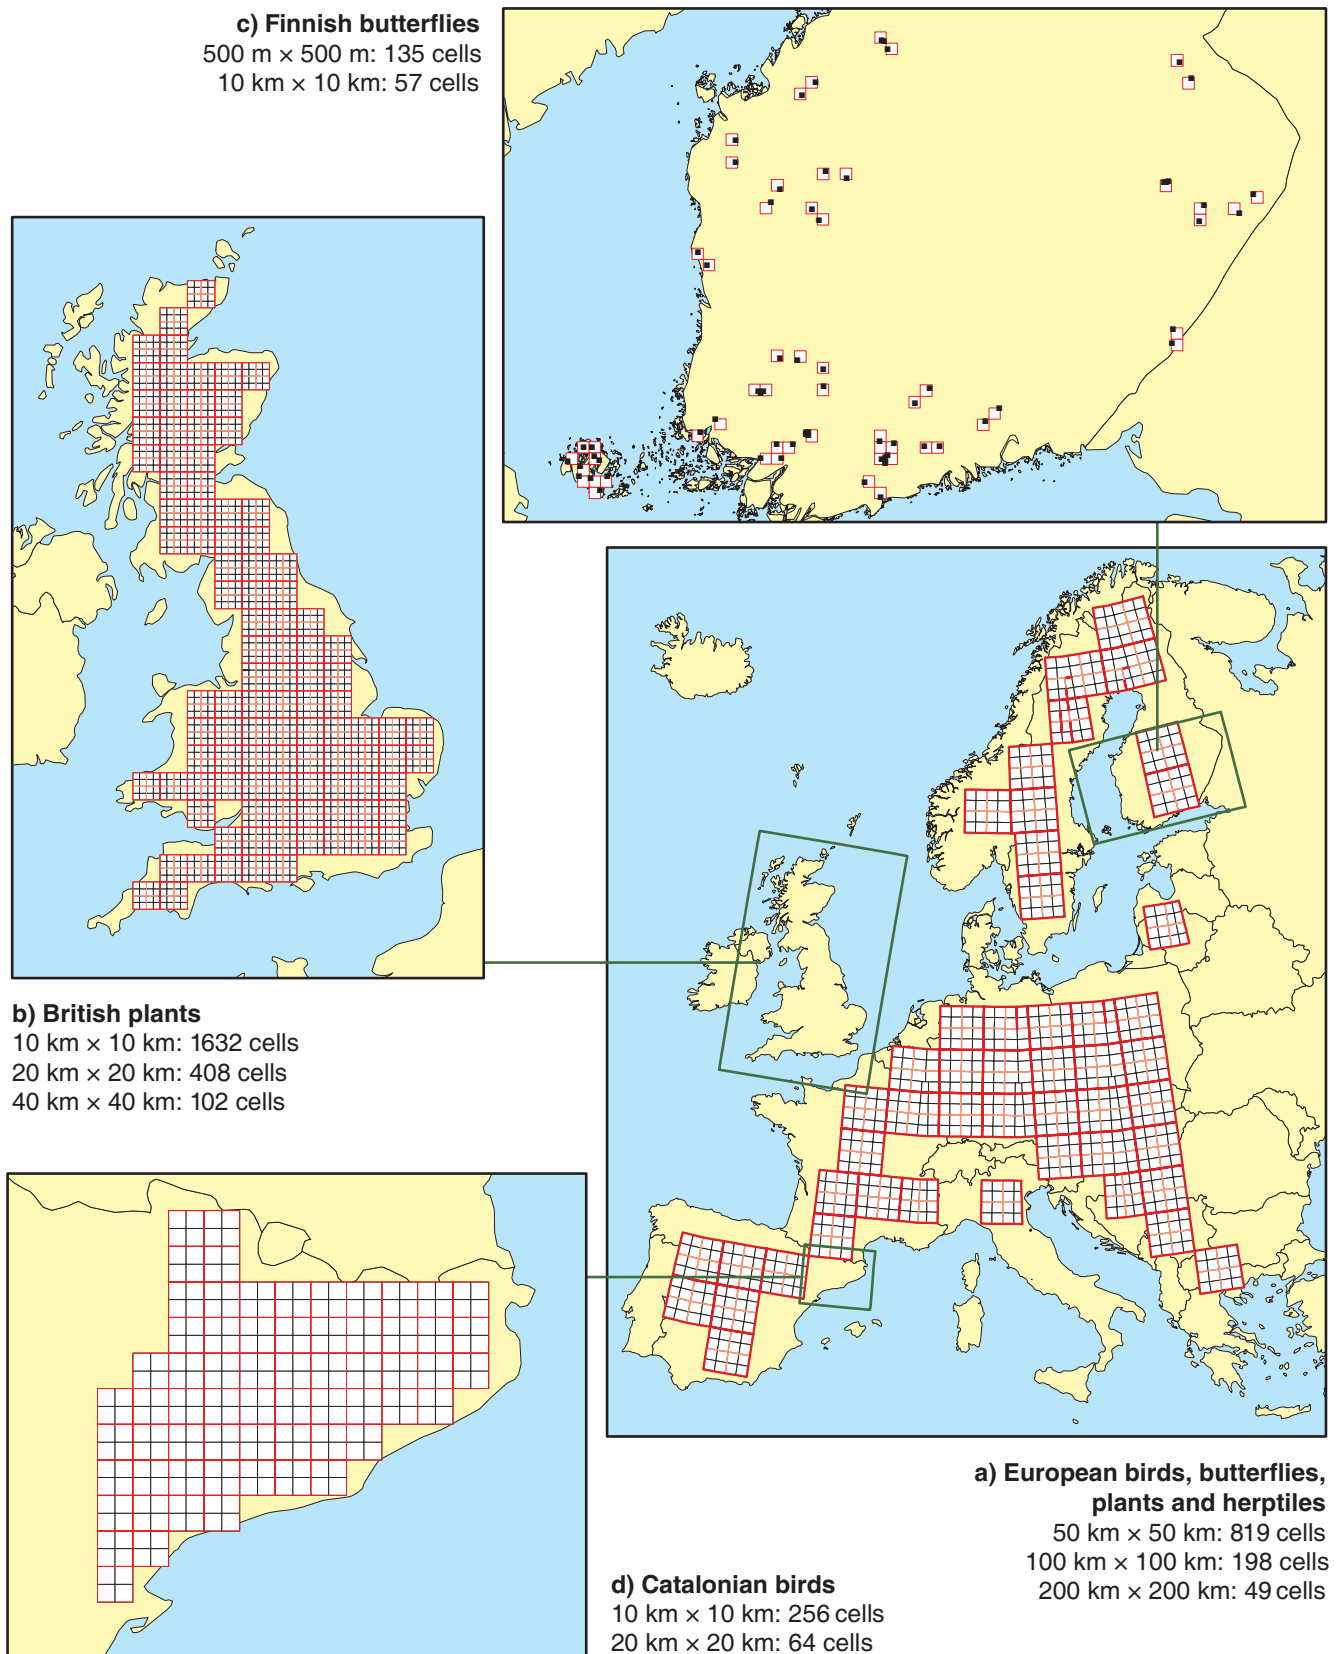 c) Finnish butterflies
500 m × 500 m: 135 cells
10 km × 10 km: 57 cells
b) British plants
10 km × 10 km: 1632 cells
20 km × 20 km: 408 cells
40 km × 40 km: 102 cells
a) European birds, butterflies,
plants and herptiles
50 km × 50 km: 819 cells
100 km × 100 km: 198 cells
200 km × 200 km: 49 cells
d) Catalonian birds
10 km × 10 km: 256 cells
20 km × 20 km: 64 cells